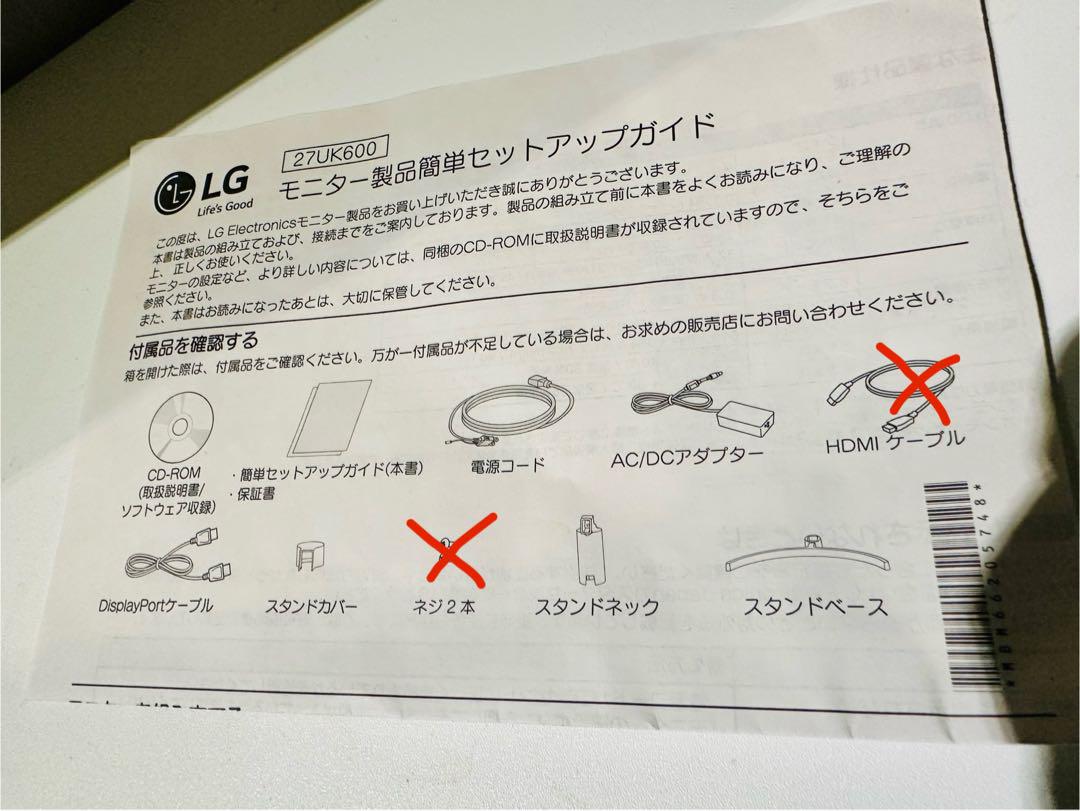 LG
Life's Good
27UK600
モニター製品簡単セットアップガイド
この度は、LG Electronicsモニター製品をお買い上げいただき誠にありがとうございます。
本書は製品の組み立ておよび、接続までをご案内しております。製品の組み立て前に本書をよくお読みになり、ご理解の
上、正しくお使いください。
モニターの設定など、より詳しい内容については、同梱のCD-ROMに取扱説明書が収録されていますので、そちらをご
参照ください。
また、本書はお読みになったあとは、大切に保管してください。
付属品を確認する
箱を開けた際は、付属品をご確認ください。万が一付属品が不足している場合は、お求めの販売店にお問い合わせください。
CD-ROM
(取扱説明書/
ソフトウェア収録)
・簡単セットアップガイド(本書)
・保証書
電源コード
AC/DCアダプター
HDMI ケーブル
DisplayPortケーブル
スタンドカバー
ネジ2本
スタンドネック
スタンドベース
*MBM66205748*